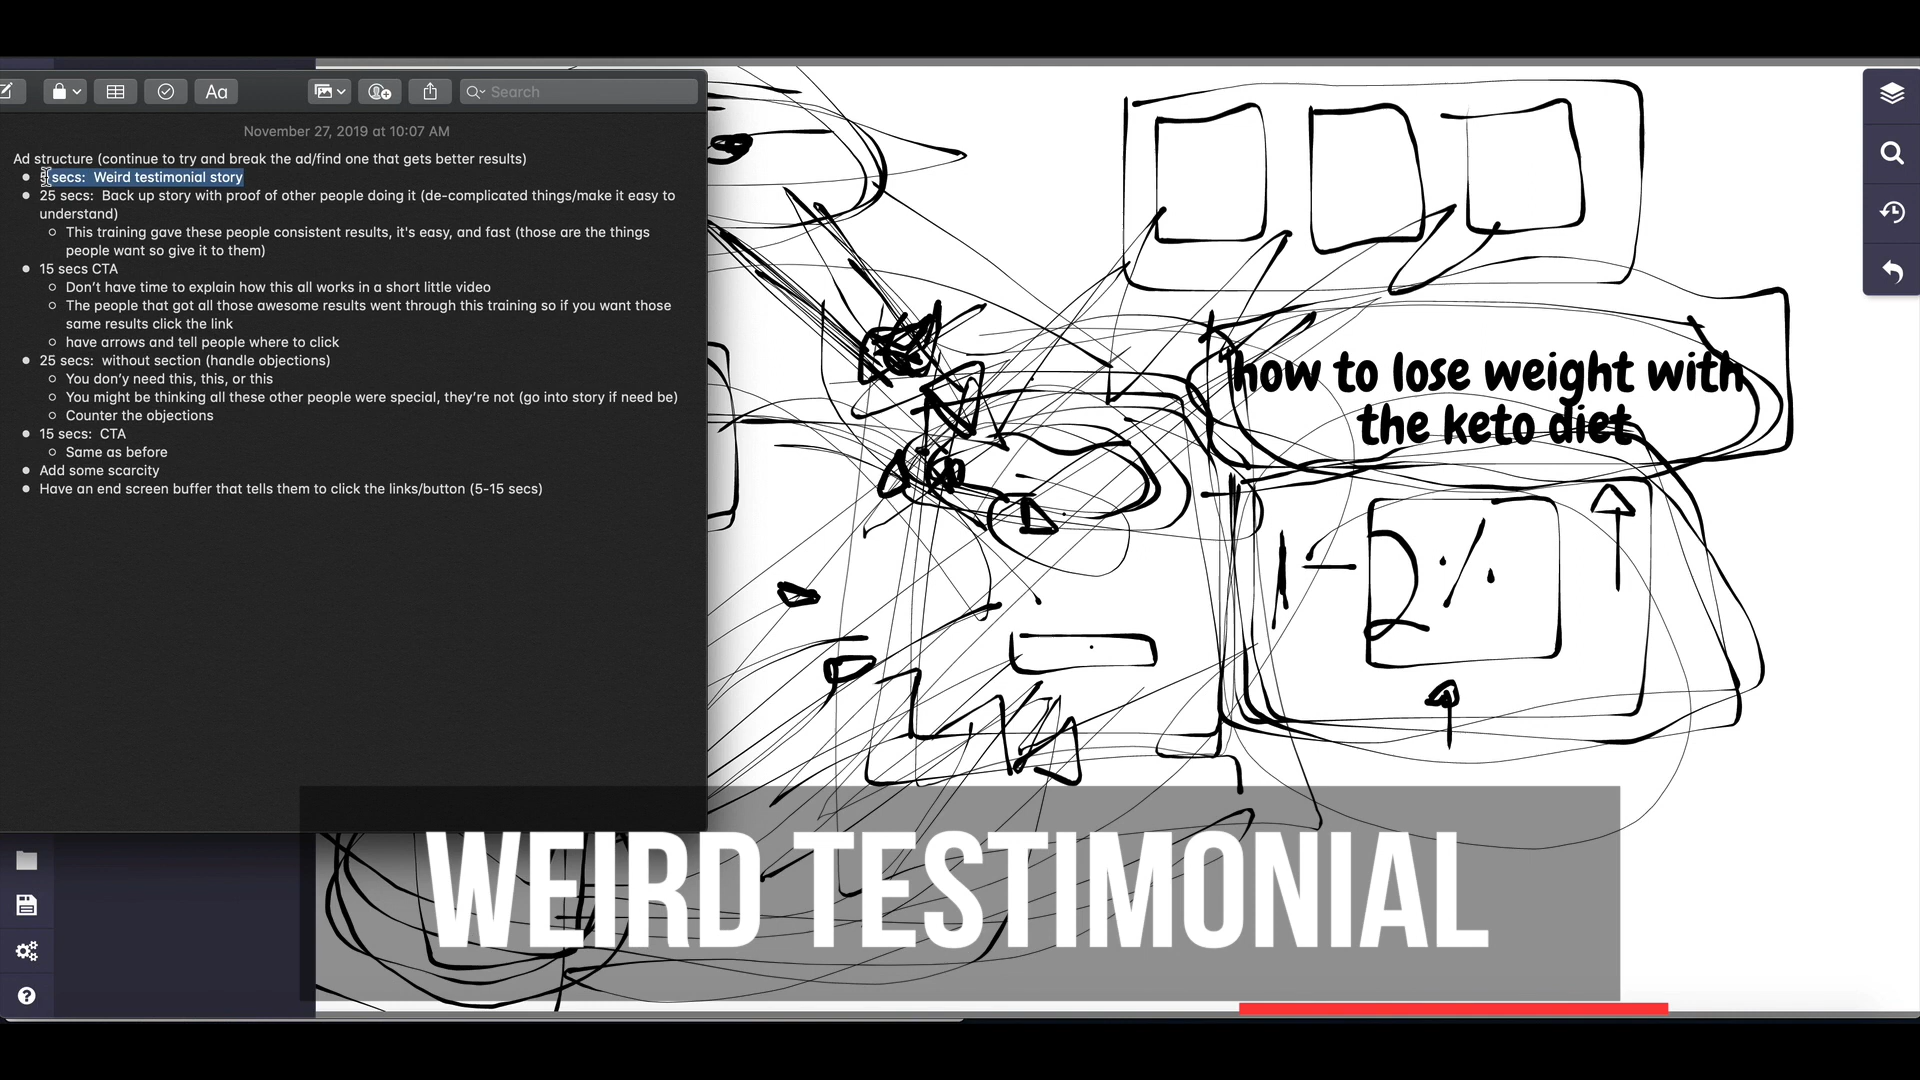 Aa
Search
November 27, 2019 at 10:07 AM
Ad structure (continue to try and break the ad/find one that gets better results)
secs: Weird testimonial story
25 secs: Back up story with proof of other people doing it (de-complicated things/make it easy to
understand)
This training gave these people consistent results, it's easy, and fast (those are the things
people want so give it to them)
15 secs CTA
Don't have time to explain how this all works in a short little video
The people that got all those awesome results went through this training so if you want those
same results click the link
have arrows and tell people where to click
25 secs: without section (handle objections)
You don'y need this, this, or this
You might be thinking all these other people were special, they're not (go into story if need be)
Counter the objections
15 secs: CTA
Same as before
Add some scarcity
Have an end screen buffer that tells them to click the links/button (5-15 secs)
how to lose weight with
the keto diet
1-2%
WEIRD TESTIMONIAL